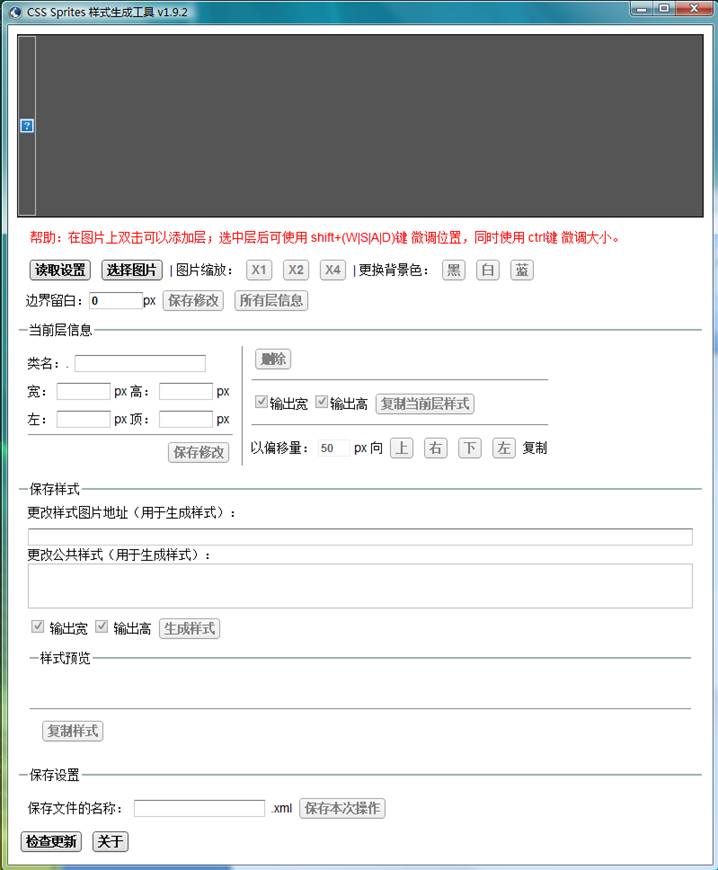 CSS Sprites 样式生成工具 v1.9.2
?
帮助：在图片上双击可以添加层；选中层后可使用 shift+(W|S|A|D)键 微调位置，同时使用 ctrl键 微调大小。
读取设置 选择图片 | 图片缩放： X1 X2 X4 | 更换背景色： 黑 白 蓝
边界留白： 0 px 保存修改 所有层信息
当前层信息
类名：.
删除
宽： px 高： px
输出宽 输出高 复制当前层样式
左： px 顶： px
以偏移量： 50 px 向 上 右 下 左 复制
保存修改
保存样式
更改样式图片地址（用于生成样式）：
更改公共样式（用于生成样式）：
输出宽 输出高 生成样式
样式预览
复制样式
保存设置
保存文件的名称： .xml 保存本次操作
检查更新 关于